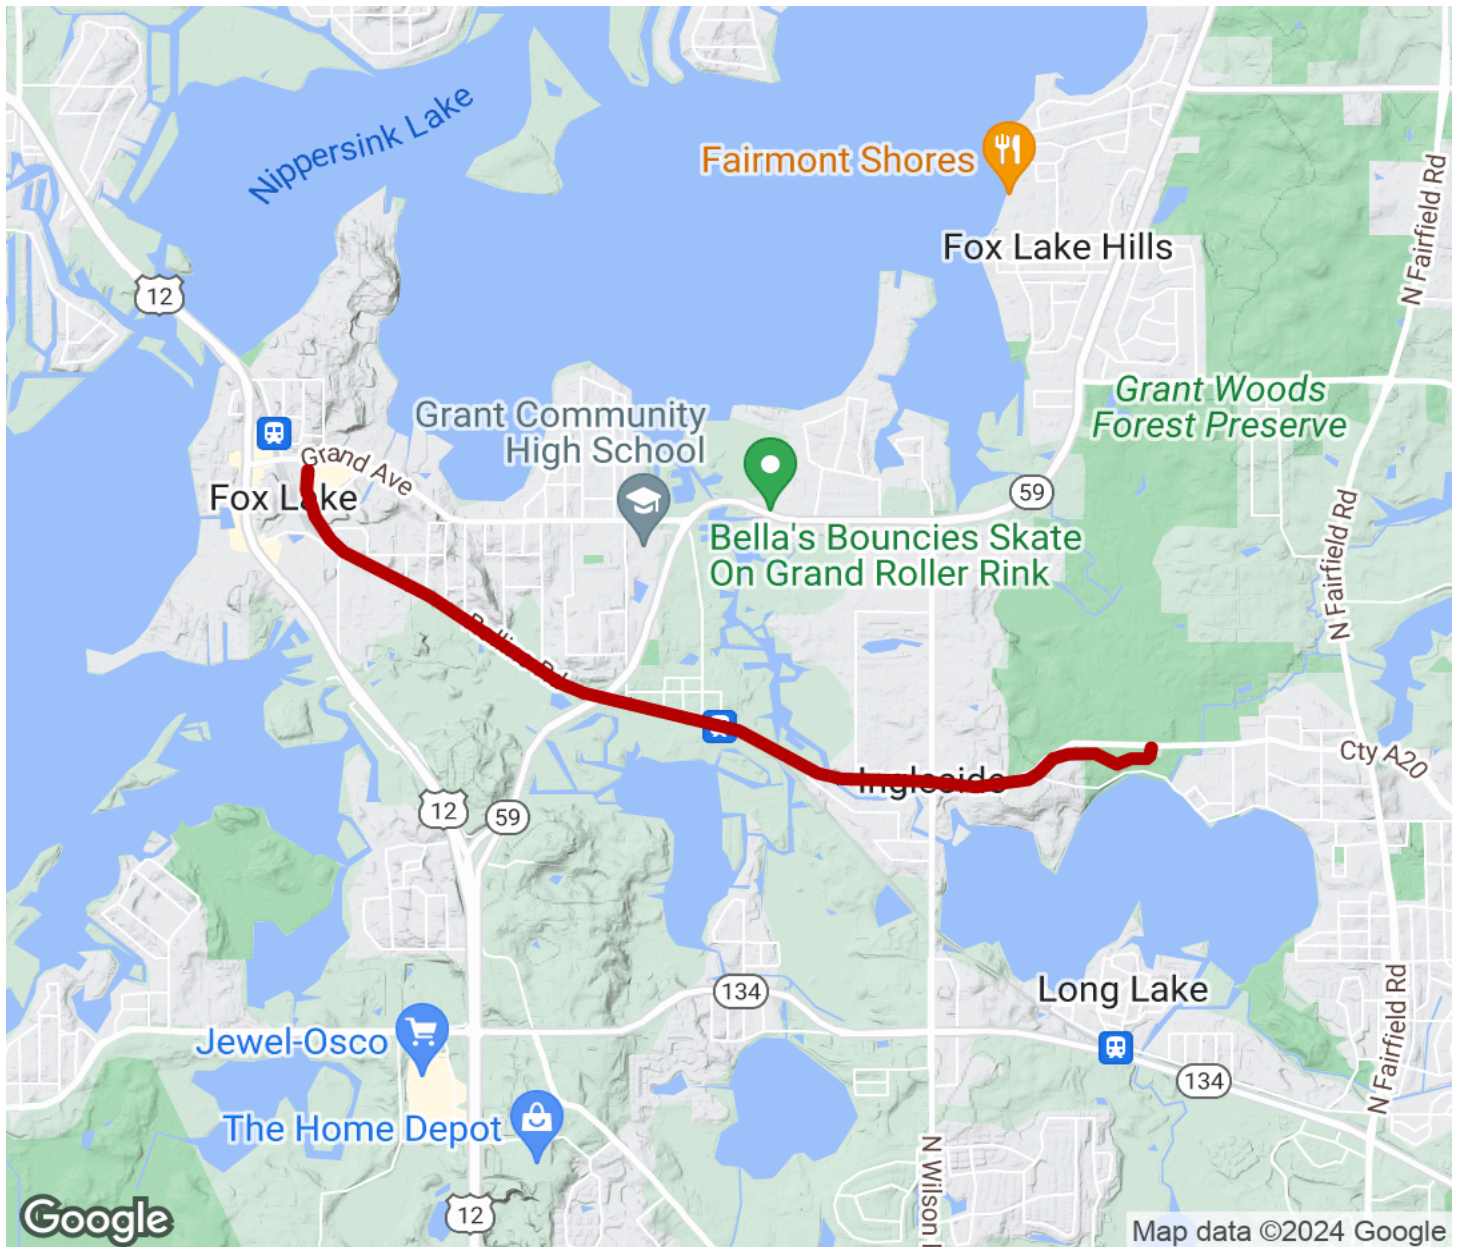 Nippersink Lake
Fairmont Shores
Fox Lake Hills
N Fairfield Rd
12
Grant Woods
Forest Preserve
Grant Community
High School
Grand Ave
59
Fox Lake
Bella's Bouncies Skate
On Grand Roller Rink
N Fairfield Rd
Ingleside
Cty A20
12
59
134
Long Lake
Jewel-Osco
134
N Fairfield Rd
The Home Depot
N Wilson
12
Google
Map data ©2024 Google